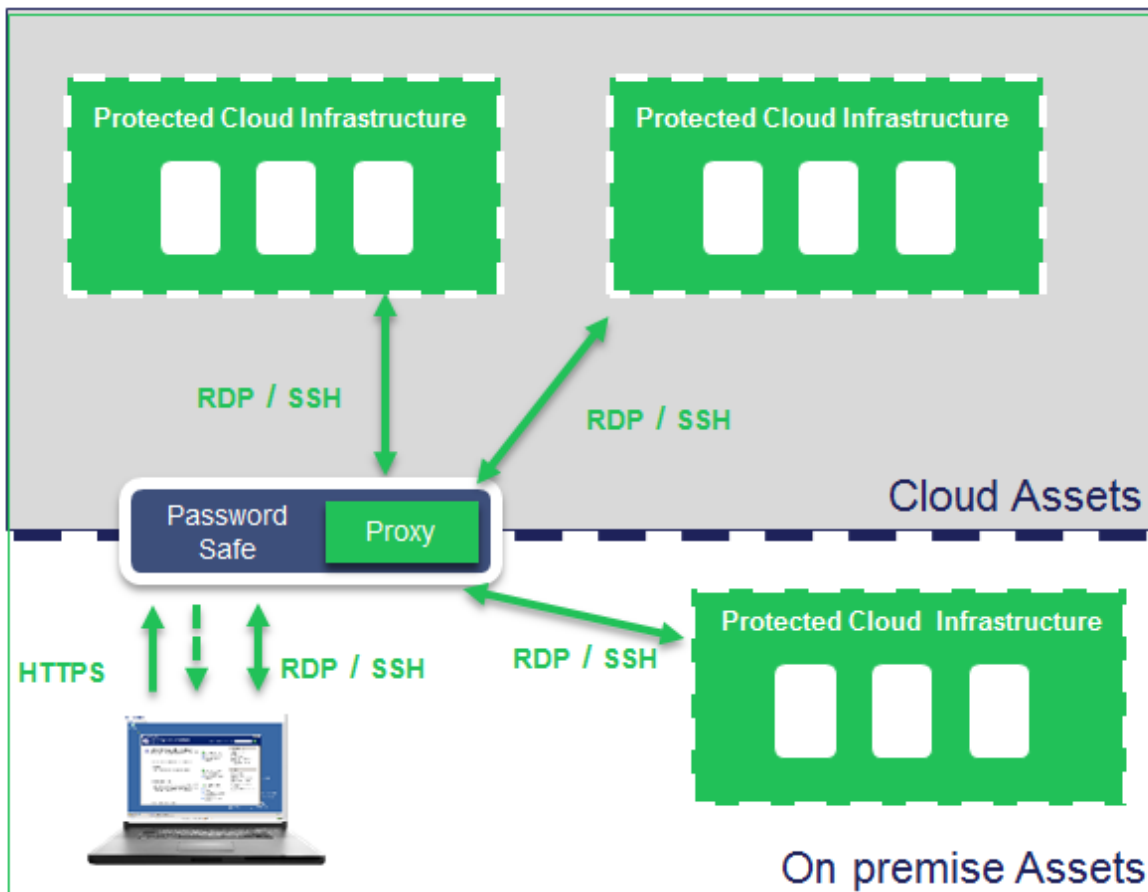 Protected Cloud Infrastructure
Protected Cloud Infrastructure
RDP / SSH
RDP / SSH
Cloud Assets
Password
Safe
Proxy
HTTPS
RDP / SSH
RDP / SSH
Protected Cloud Infrastructure
On premise Assets